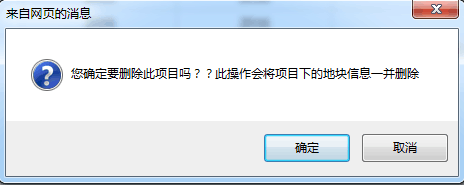 来自网页的消息
您确定要删除此项目吗？？此操作会将项目下的地块信息一并删除
确定
取消